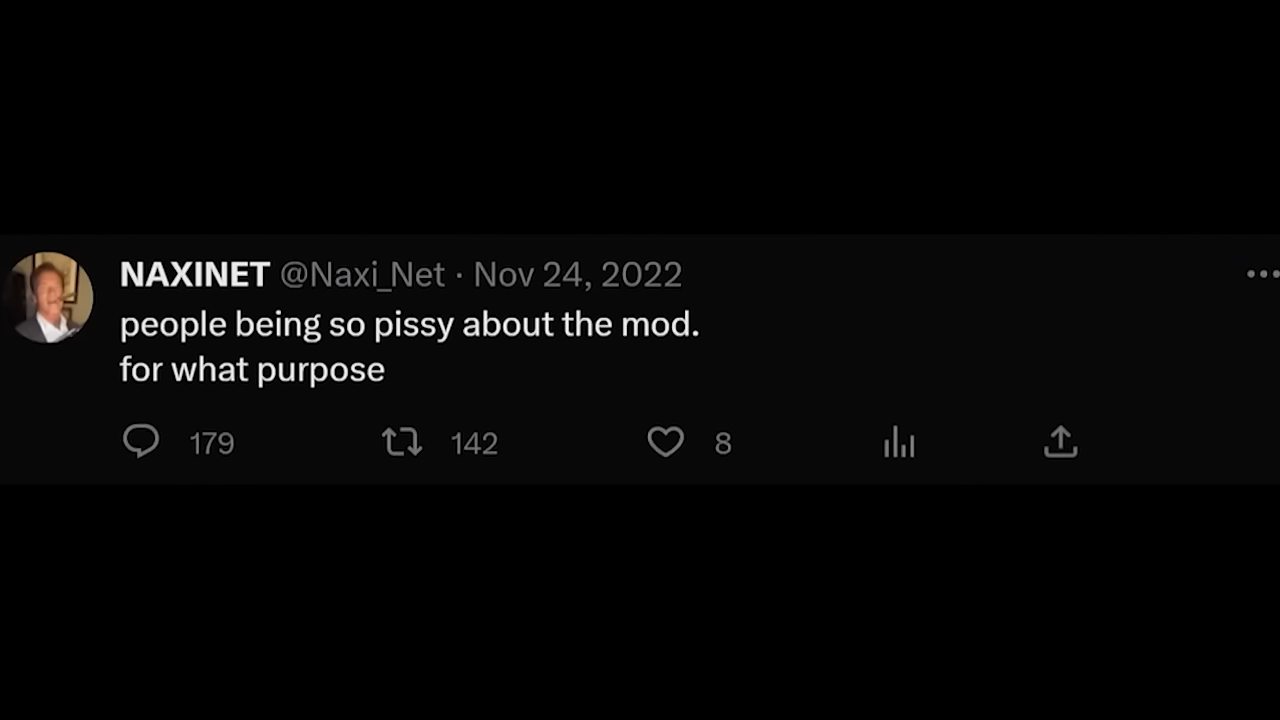 NAXINET @Naxi_Net · Nov 24, 2022
people being so pissy about the mod.
for what purpose
179 142 8